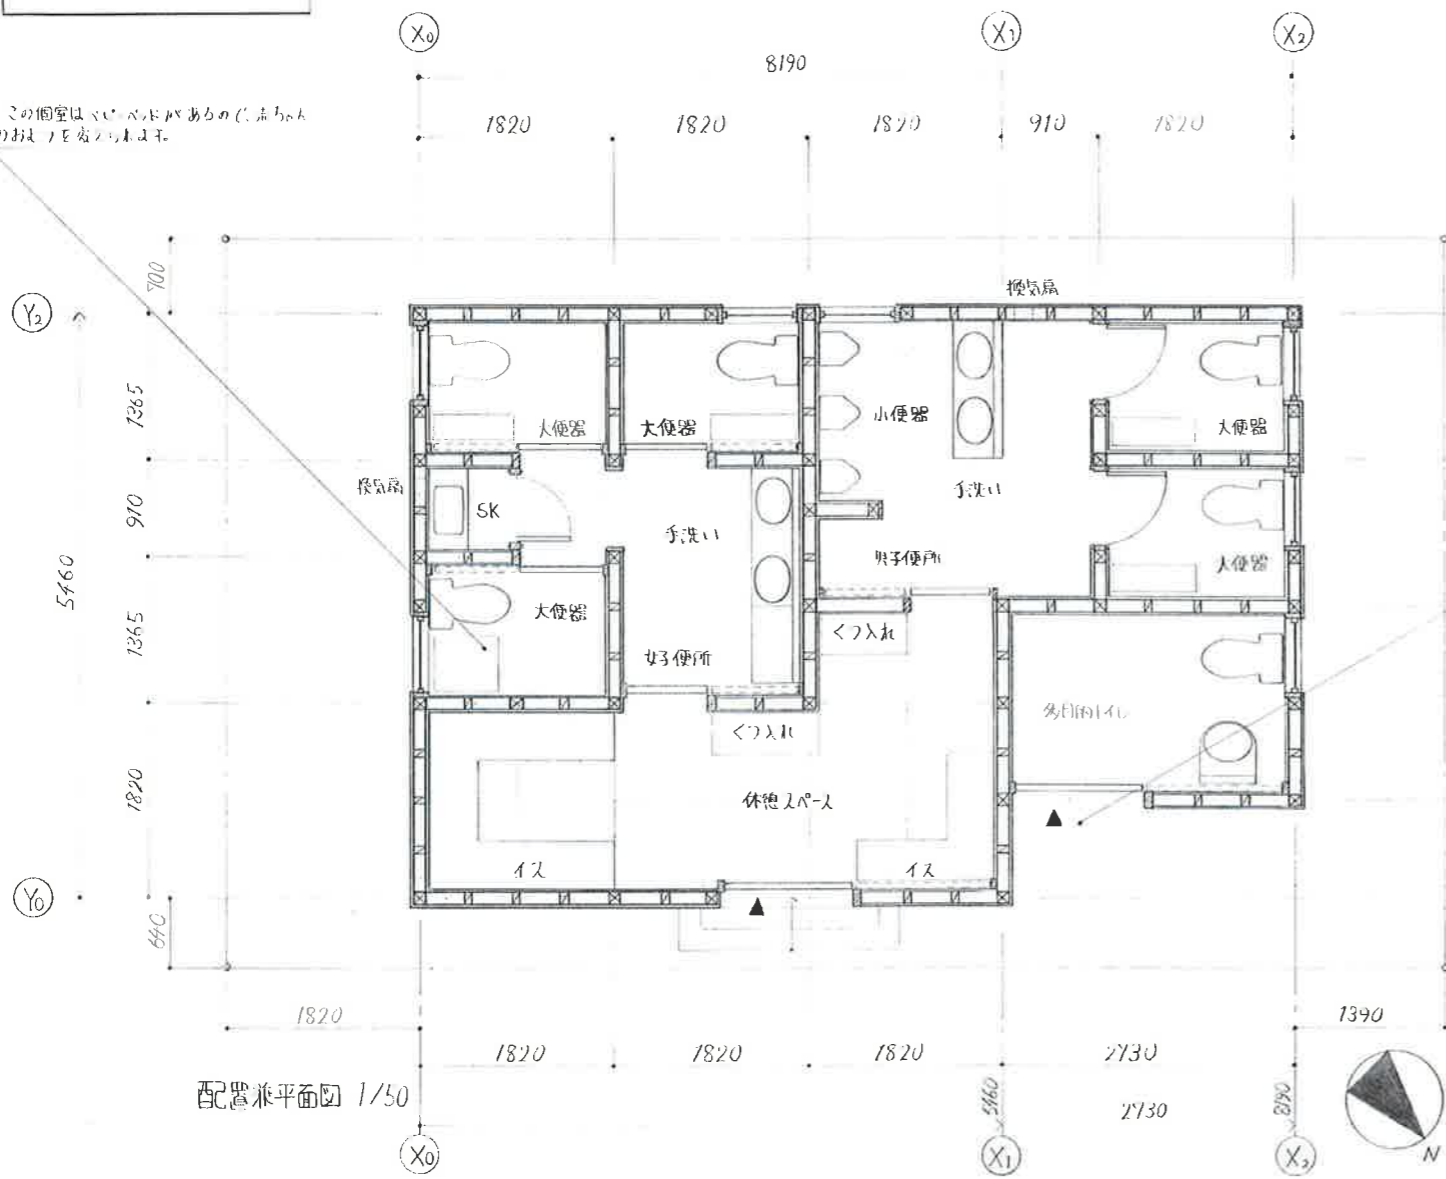 X₀
X₁
X₂
8190
1820
1820
1820
910
1820
この個室はベビーベッドがあるので、赤ちゃん
のおむつを変えられます。
700
Y₂
換気扇
1365
大便器
大便器
小便器
大便器
換気扇
910
SK
手洗い
手洗い
5460
男子便所
大便器
1365
大便器
くつ入れ
女子便所
多目的トイレ
くつ入れ
1820
休憩スペース
イス
イス
Y₀
640
1820
1390
1820
1820
1820
2730
配置兼平面図 1/50
5460
2730
8190
X₀
X₁
X₂
N